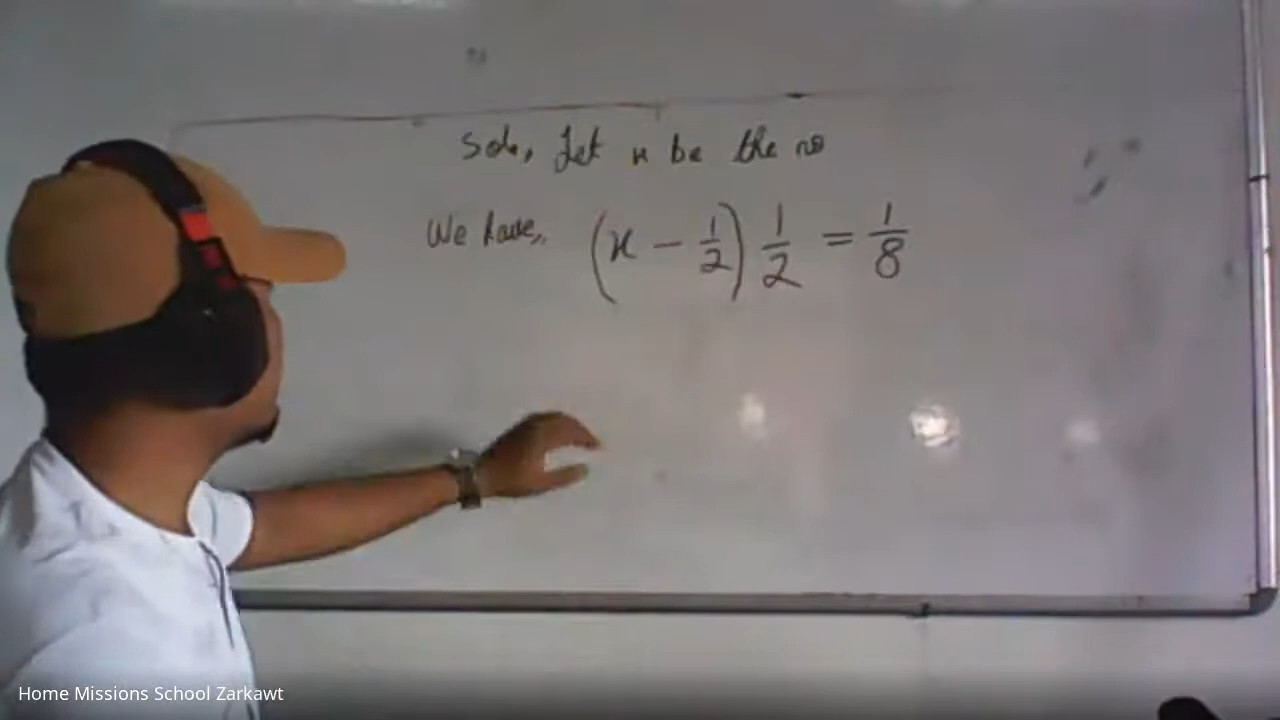 Soln, Let x be the no
We have, (x - 1/2) 1/2 = 1/8
Home Missions School Zarkawt